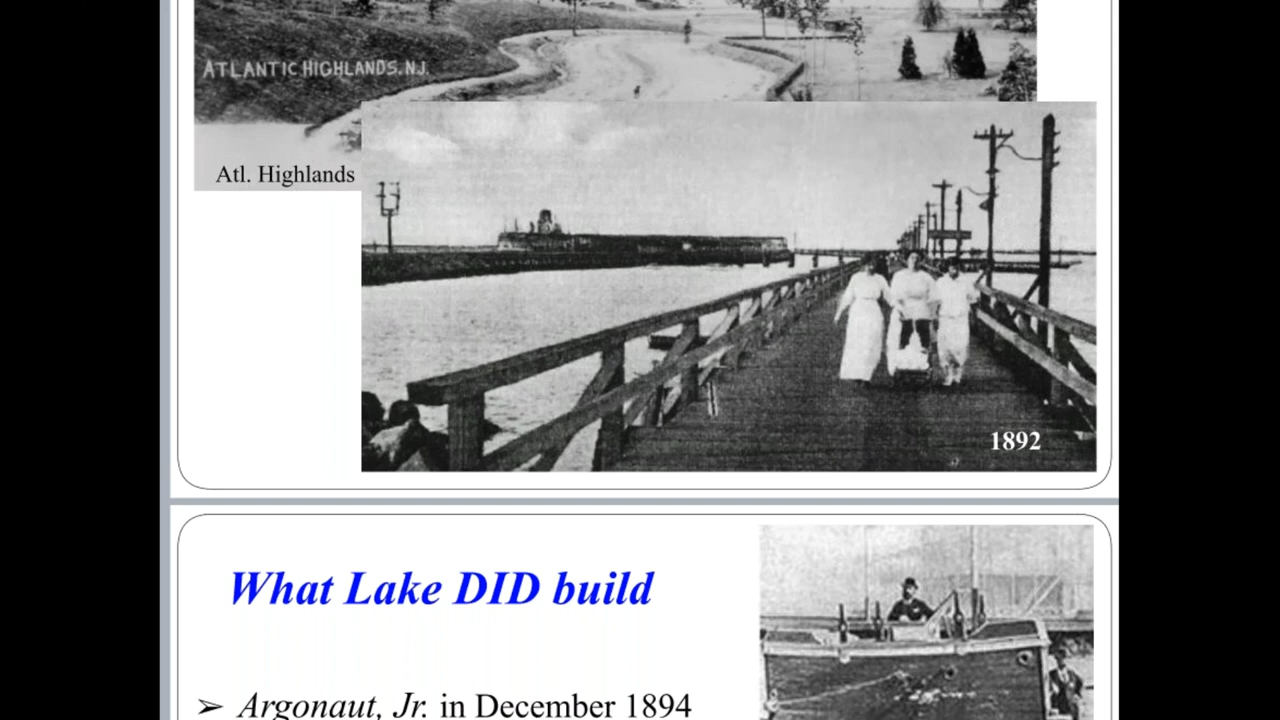 ATLANTIC HIGHLANDS. N.J.
Atl. Highlands
1892
What Lake DID build
➢ Argonaut, Jr. in December 1894